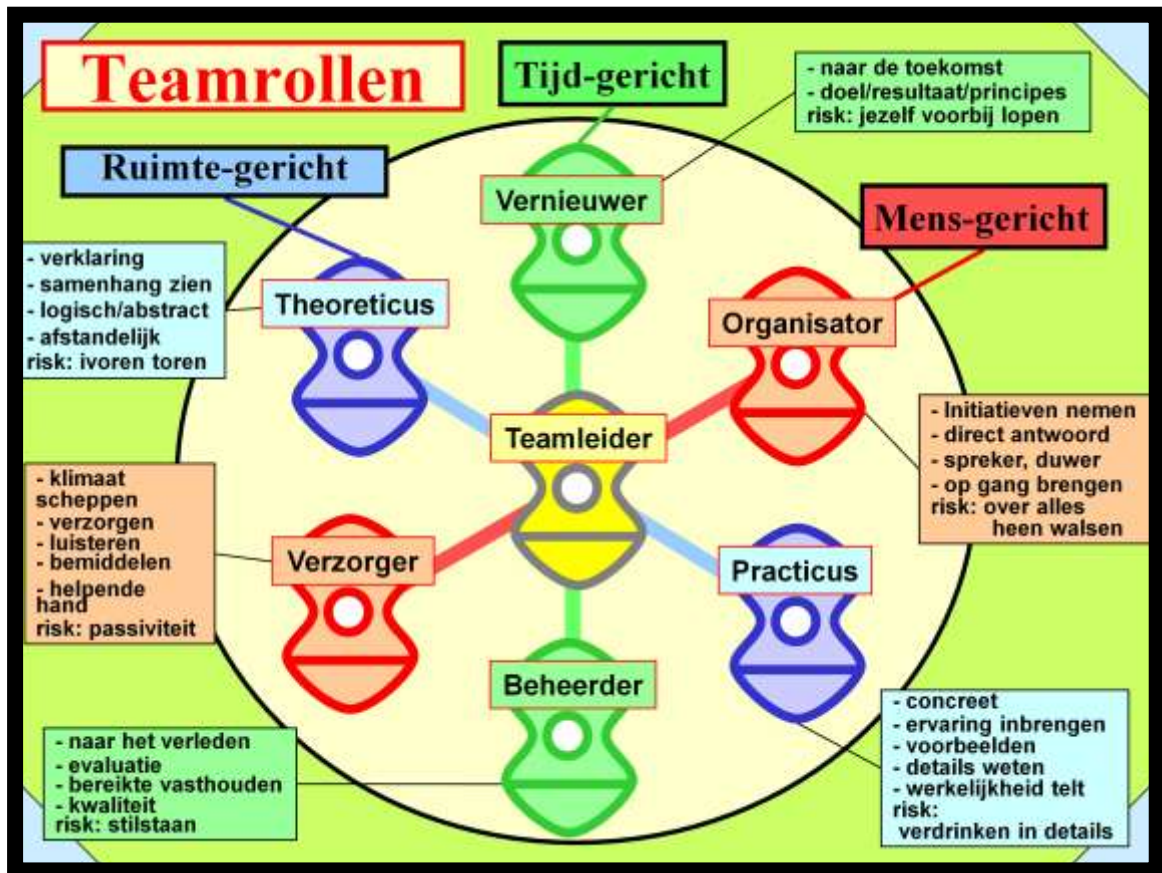 Teamrollen
Tijd-gericht
- naar de toekomst
- doel/resultaat/principes
risk: jezelf voorbij lopen
Ruimte-gericht
Vernieuwer
Mens-gericht
- verklaring
- samenhang zien
- logisch/abstract
- afstandelijk
risk: ivoren toren
Theoreticus
Organisator
Teamleider
- Initiatieven nemen
- direct antwoord
- spreker, duwer
- op gang brengen
risk: over alles
heen walsen
- klimaat
scheppen
- verzorgen
- luisteren
- bemiddelen
- helpende
hand
risk: passiviteit
Verzorger
Practicus
Beheerder
- naar het verleden
- evaluatie
- bereikte vasthouden
- kwaliteit
risk: stilstaan
- concreet
- ervaring inbrengen
- voorbeelden
- details weten
- werkelijkheid telt
risk:
verdrinken in details